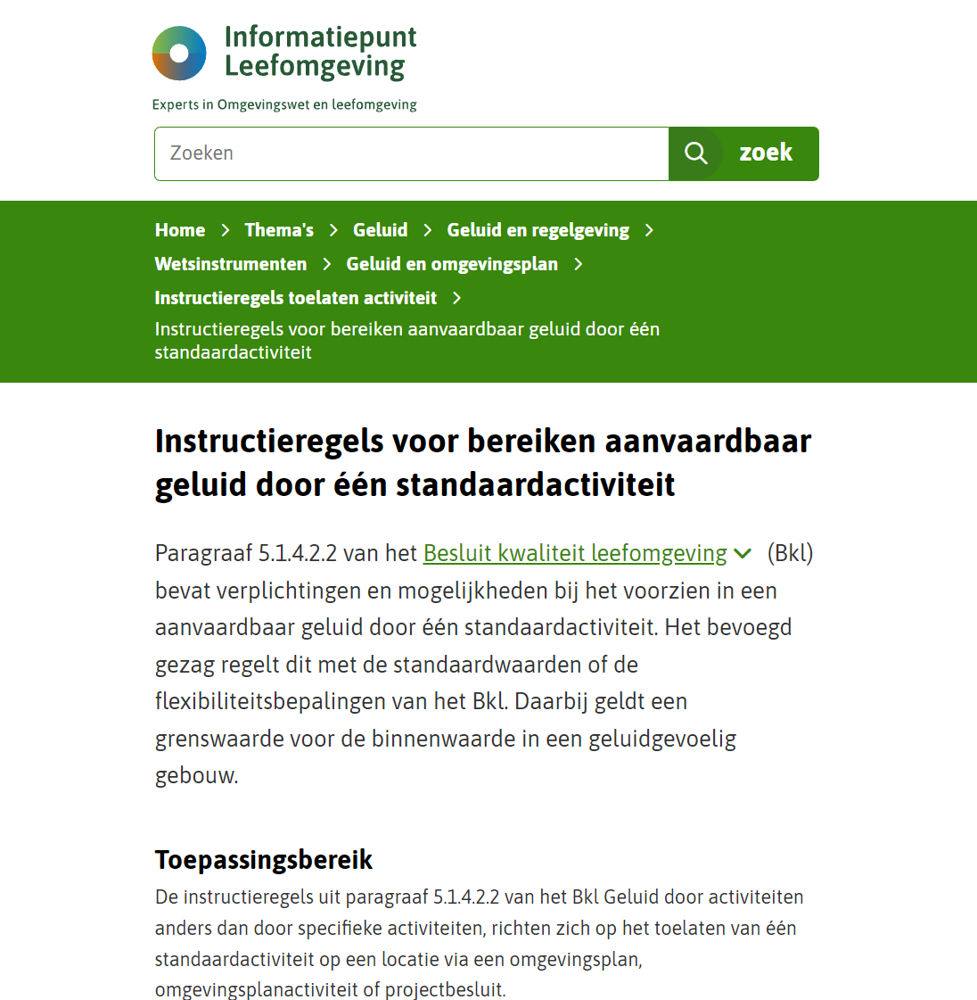 Informatiepunt
Leefomgeving
Experts in Omgevingswet en leefomgeving
Zoeken
zoek
Home > Thema's > Geluid > Geluid en regelgeving >
Wetsinstrumenten > Geluid en omgevingsplan >
Instructieregels toelaten activiteit >
Instructieregels voor bereiken aanvaardbaar geluid door één
standaardactiviteit
Instructieregels voor bereiken aanvaardbaar
geluid door één standaardactiviteit
Paragraaf 5.1.4.2.2 van het Besluit kwaliteit leefomgeving (Bkl)
bevat verplichtingen en mogelijkheden bij het voorzien in een
aanvaardbaar geluid door één standaardactiviteit. Het bevoegd
gezag regelt dit met de standaardwaarden of de
flexibiliteitsbepalingen van het Bkl. Daarbij geldt een
grenswaarde voor de binnenwaarde in een geluidgevoelig
gebouw.
Toepassingsbereik
De instructieregels uit paragraaf 5.1.4.2.2 van het Bkl Geluid door activiteiten
anders dan door specifieke activiteiten, richten zich op het toelaten van één
standaardactiviteit op een locatie via een omgevingsplan,
omgevingsplanactiviteit of projectbesluit.